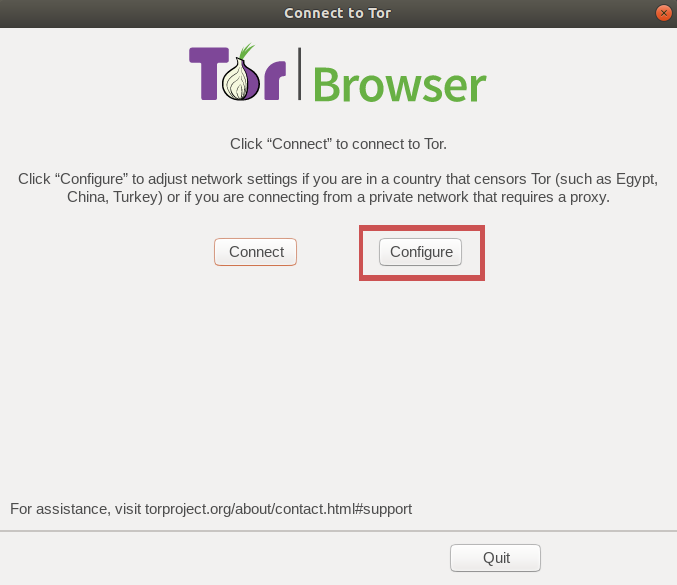 Connect to Tor
Tor Browser
Click “Connect” to connect to Tor.
Click “Configure” to adjust network settings if you are in a country that censors Tor (such as Egypt,
China, Turkey) or if you are connecting from a private network that requires a proxy.
Connect Configure
For assistance, visit torproject.org/about/contact.html#support
Quit